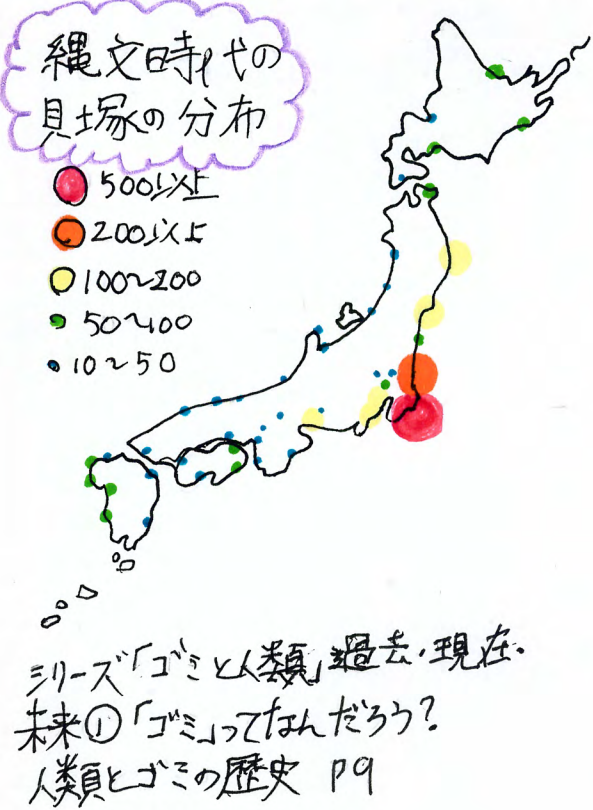 縄文時代の
貝塚の分布
500以上
200以上
100〜200
50〜100
10〜50
シリーズ「ゴミと人類」過去・現在・
未来①「ゴミ」ってなんだろう?
人類とゴミの歴史 P9